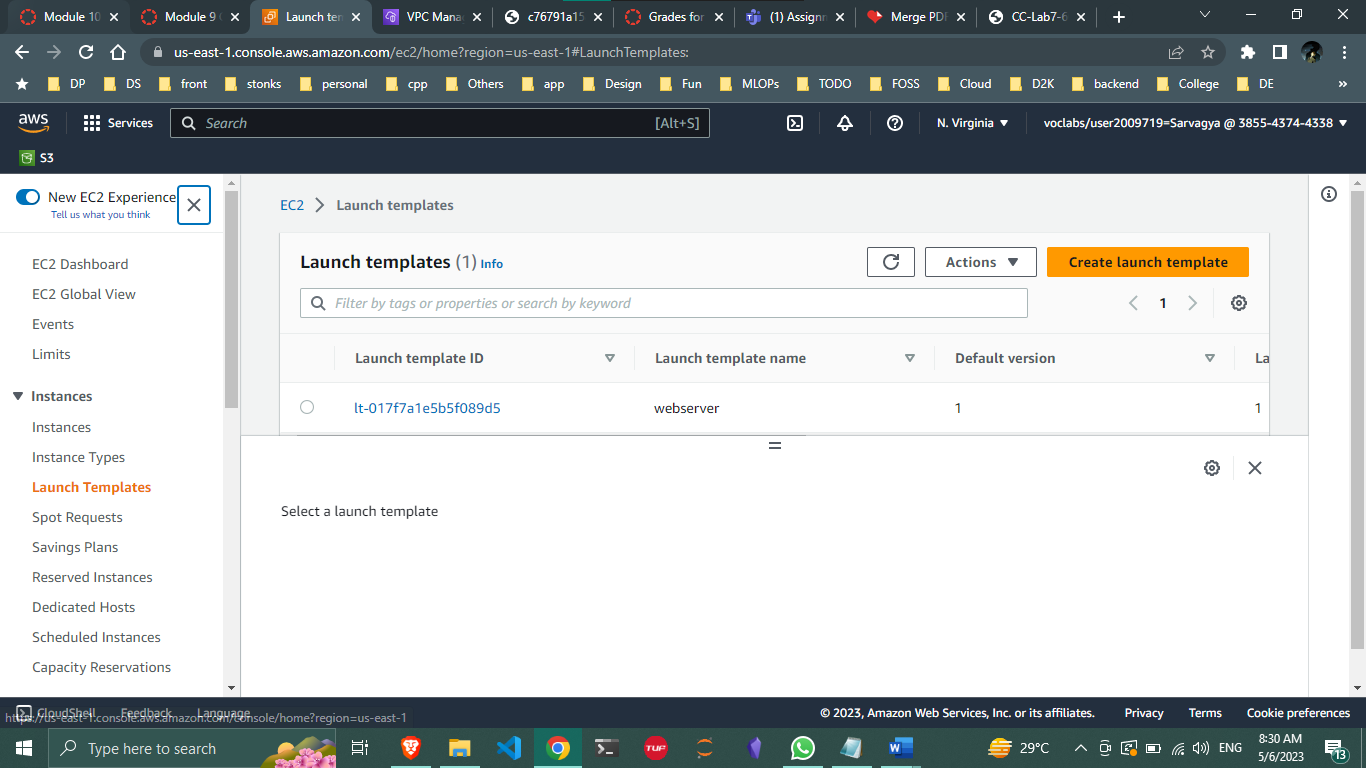 Module 10
Module 9 C
Launch ten
VPC Mana
c76791a15
Grades for
(1) Assignn
Merge PDF
CC-Lab7-6
us-east-1.console.aws.amazon.com/ec2/home?region=us-east-1#LaunchTemplates:
DP
DS
front
stonks
personal
cpp
Others
app
Design
Fun
MLOPs
TODO
FOSS
Cloud
D2K
backend
College
DE
»
aws
Services
Search
[Alt+S]
N. Virginia
voclabs/user2009719=Sarvagya @ 3855-4374-4338
S3
New EC2 Experience
Tell us what you think
EC2 Dashboard
EC2 Global View
Events
Limits
Instances
Instances
Instance Types
Launch Templates
Spot Requests
Savings Plans
Reserved Instances
Dedicated Hosts
Scheduled Instances
Capacity Reservations
EC2
Launch templates
Launch templates (1) Info
Actions
Create launch template
Filter by tags or properties or search by keyword
1
Launch template ID
Launch template name
Default version
La
lt-017f7a1e5b5f089d5
webserver
1
1
Select a launch template
CloudShell
Feedback
Language
https://us-east-1.console.aws.amazon.com/console/home?region=us-east-1
© 2023, Amazon Web Services, Inc. or its affiliates.
Privacy
Terms
Cookie preferences
Type here to search
TUF
29°C
ENG
8:30 AM
5/6/2023
13